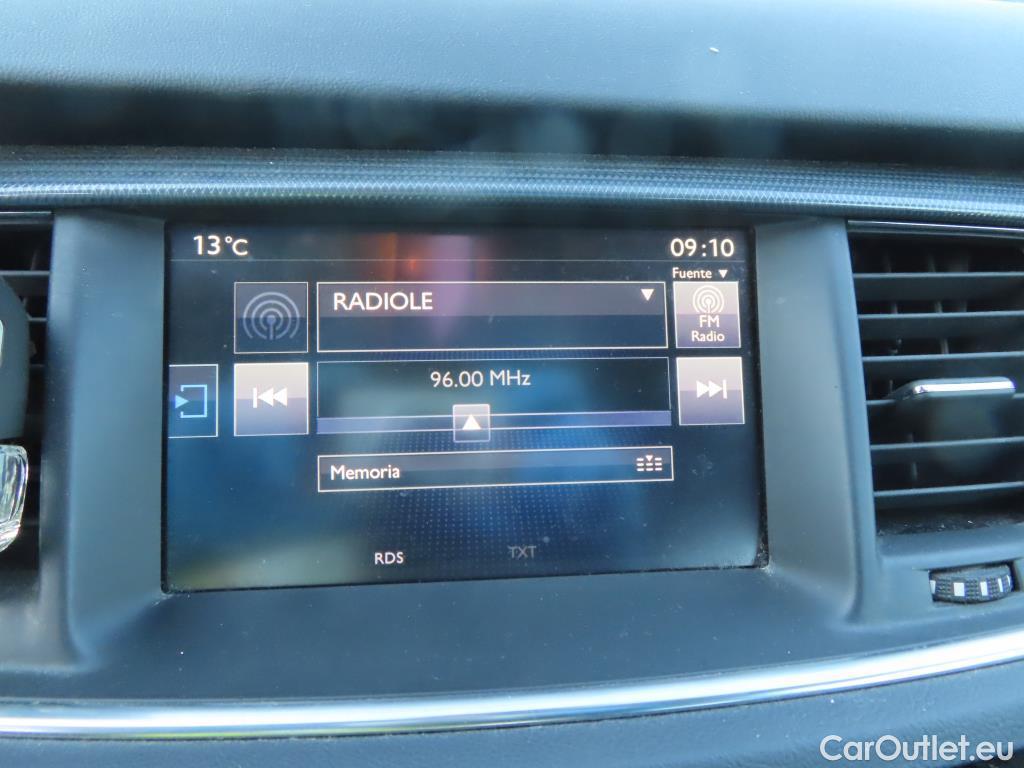 13°C
09:10
Fuente
RADIOLE
FM
Radio
96.00 MHz
Memoria
RDS
TXT
CarOutlet.eu